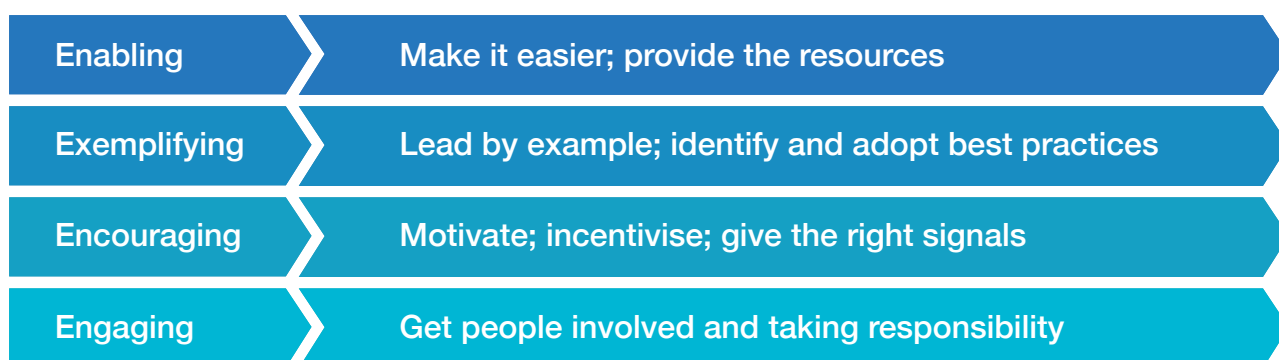 Enabling Make it easier; provide the resources
Exemplifying Lead by example; identify and adopt best practices
Encouraging Motivate; incentivise; give the right signals
Engaging Get people involved and taking responsibility